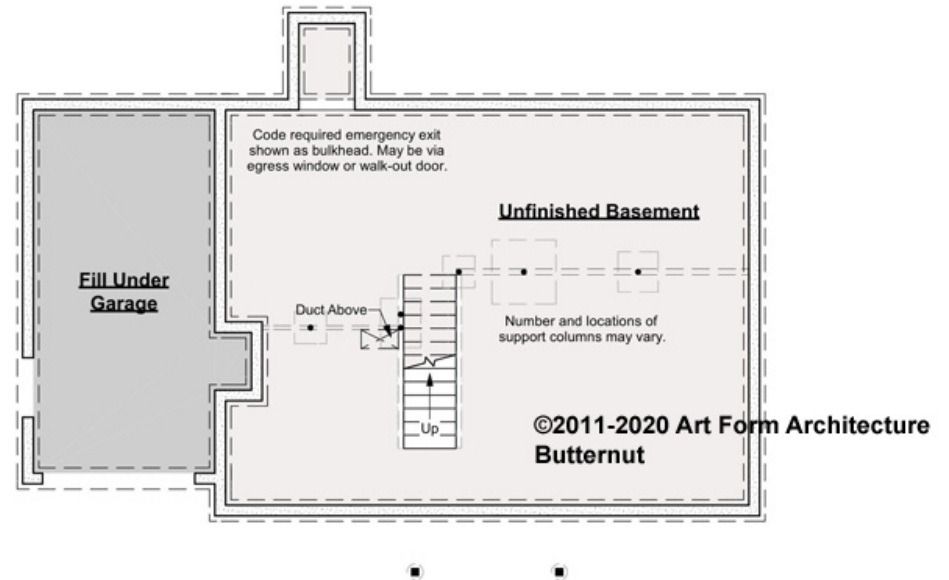 Code required emergency exit
shown as bulkhead. May be via
egress window or walk-out door.
Unfinished Basement
Fill Under
Garage
Duct Above
Number and locations of
support columns may vary.
Up
©2011-2020 Art Form Architecture
Butternut